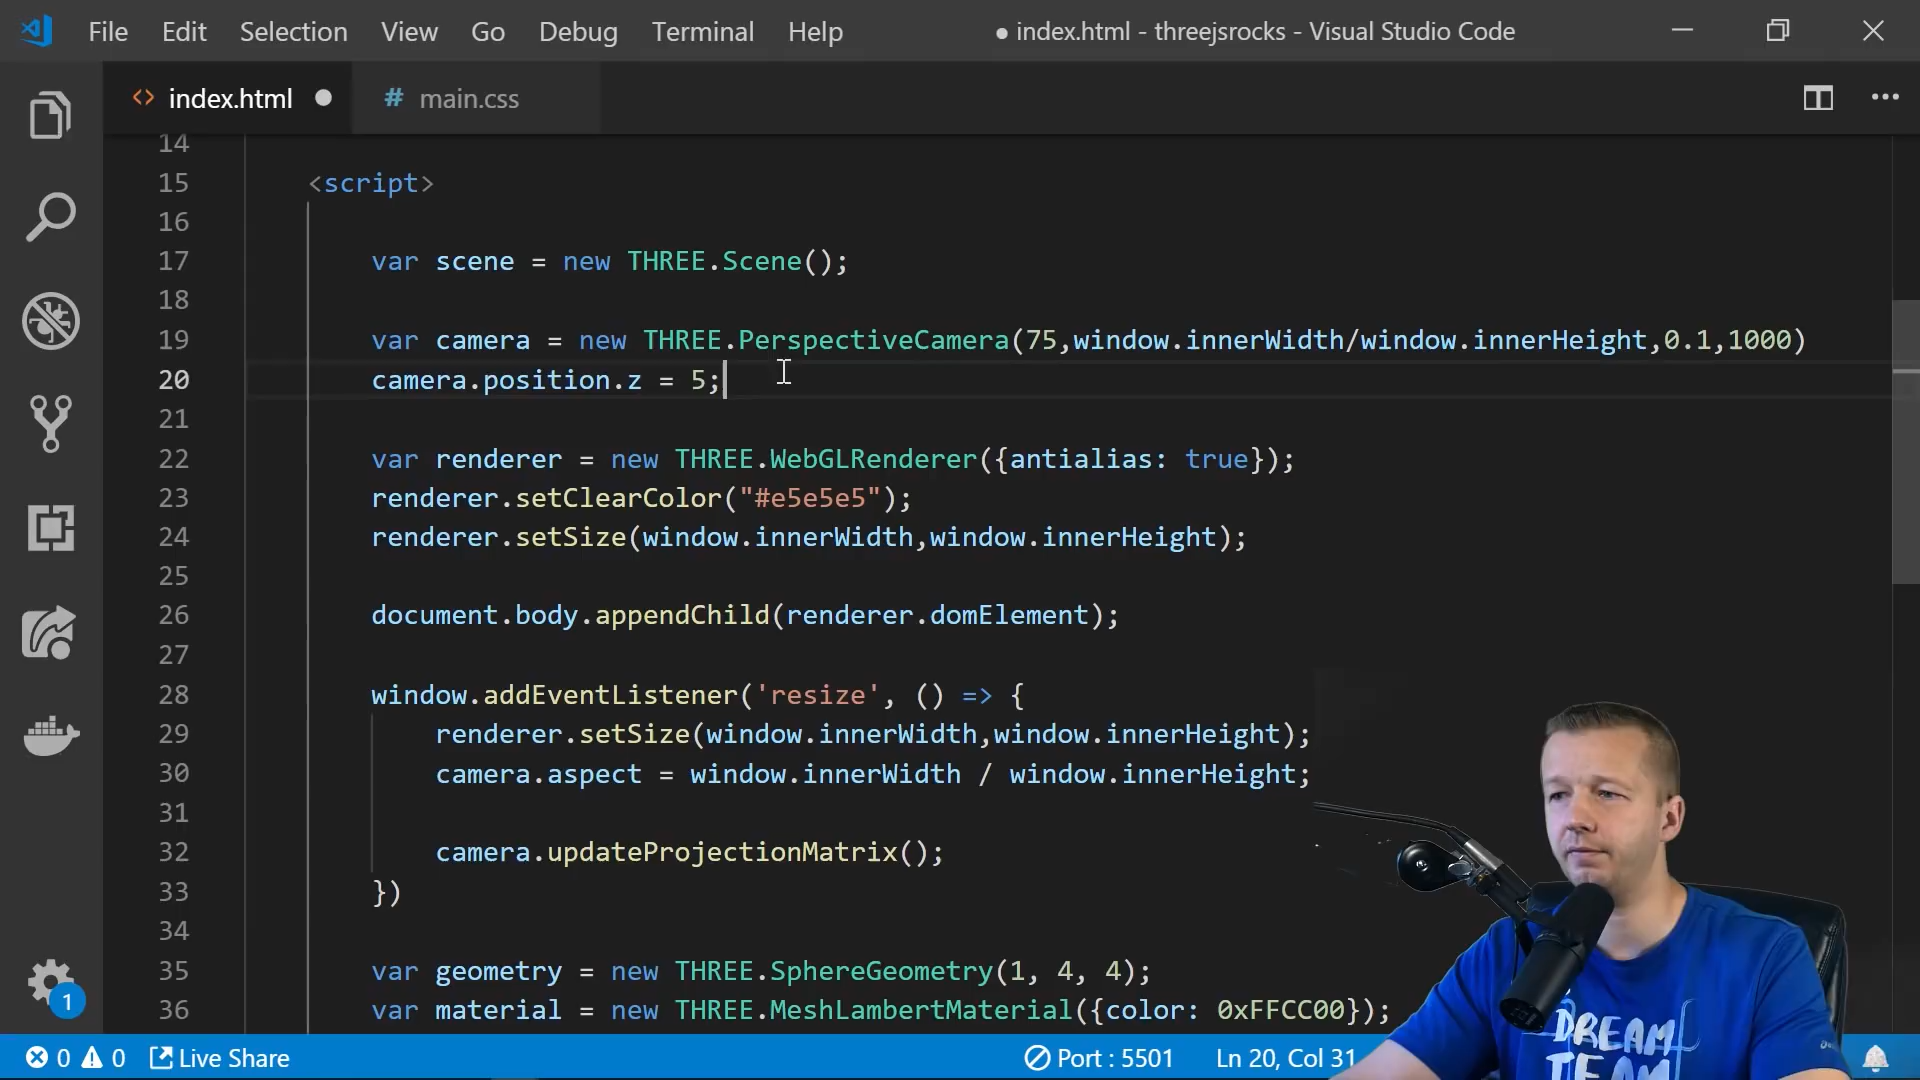 File Edit Selection View Go Debug Terminal Help ● index.html - threejsrocks - Visual Studio Code
<> index.html ● # main.css
14
15 <script>
16
17 var scene = new THREE.Scene();
18
19 var camera = new THREE.PerspectiveCamera(75,window.innerWidth/window.innerHeight,0.1,1000)
20 camera.position.z = 5;
21
22 var renderer = new THREE.WebGLRenderer({antialias: true});
23 renderer.setClearColor("#e5e5e5");
24 renderer.setSize(window.innerWidth,window.innerHeight);
25
26 document.body.appendChild(renderer.domElement);
27
28 window.addEventListener('resize', () => {
29 renderer.setSize(window.innerWidth,window.innerHeight);
30 camera.aspect = window.innerWidth / window.innerHeight;
31
32 camera.updateProjectionMatrix();
33 })
34
35 var geometry = new THREE.SphereGeometry(1, 4, 4);
36 var material = new THREE.MeshLambertMaterial({color: 0xFFCC00});
1
0 0 Live Share Port : 5501 Ln 20, Col 31
DREAM
TEAM